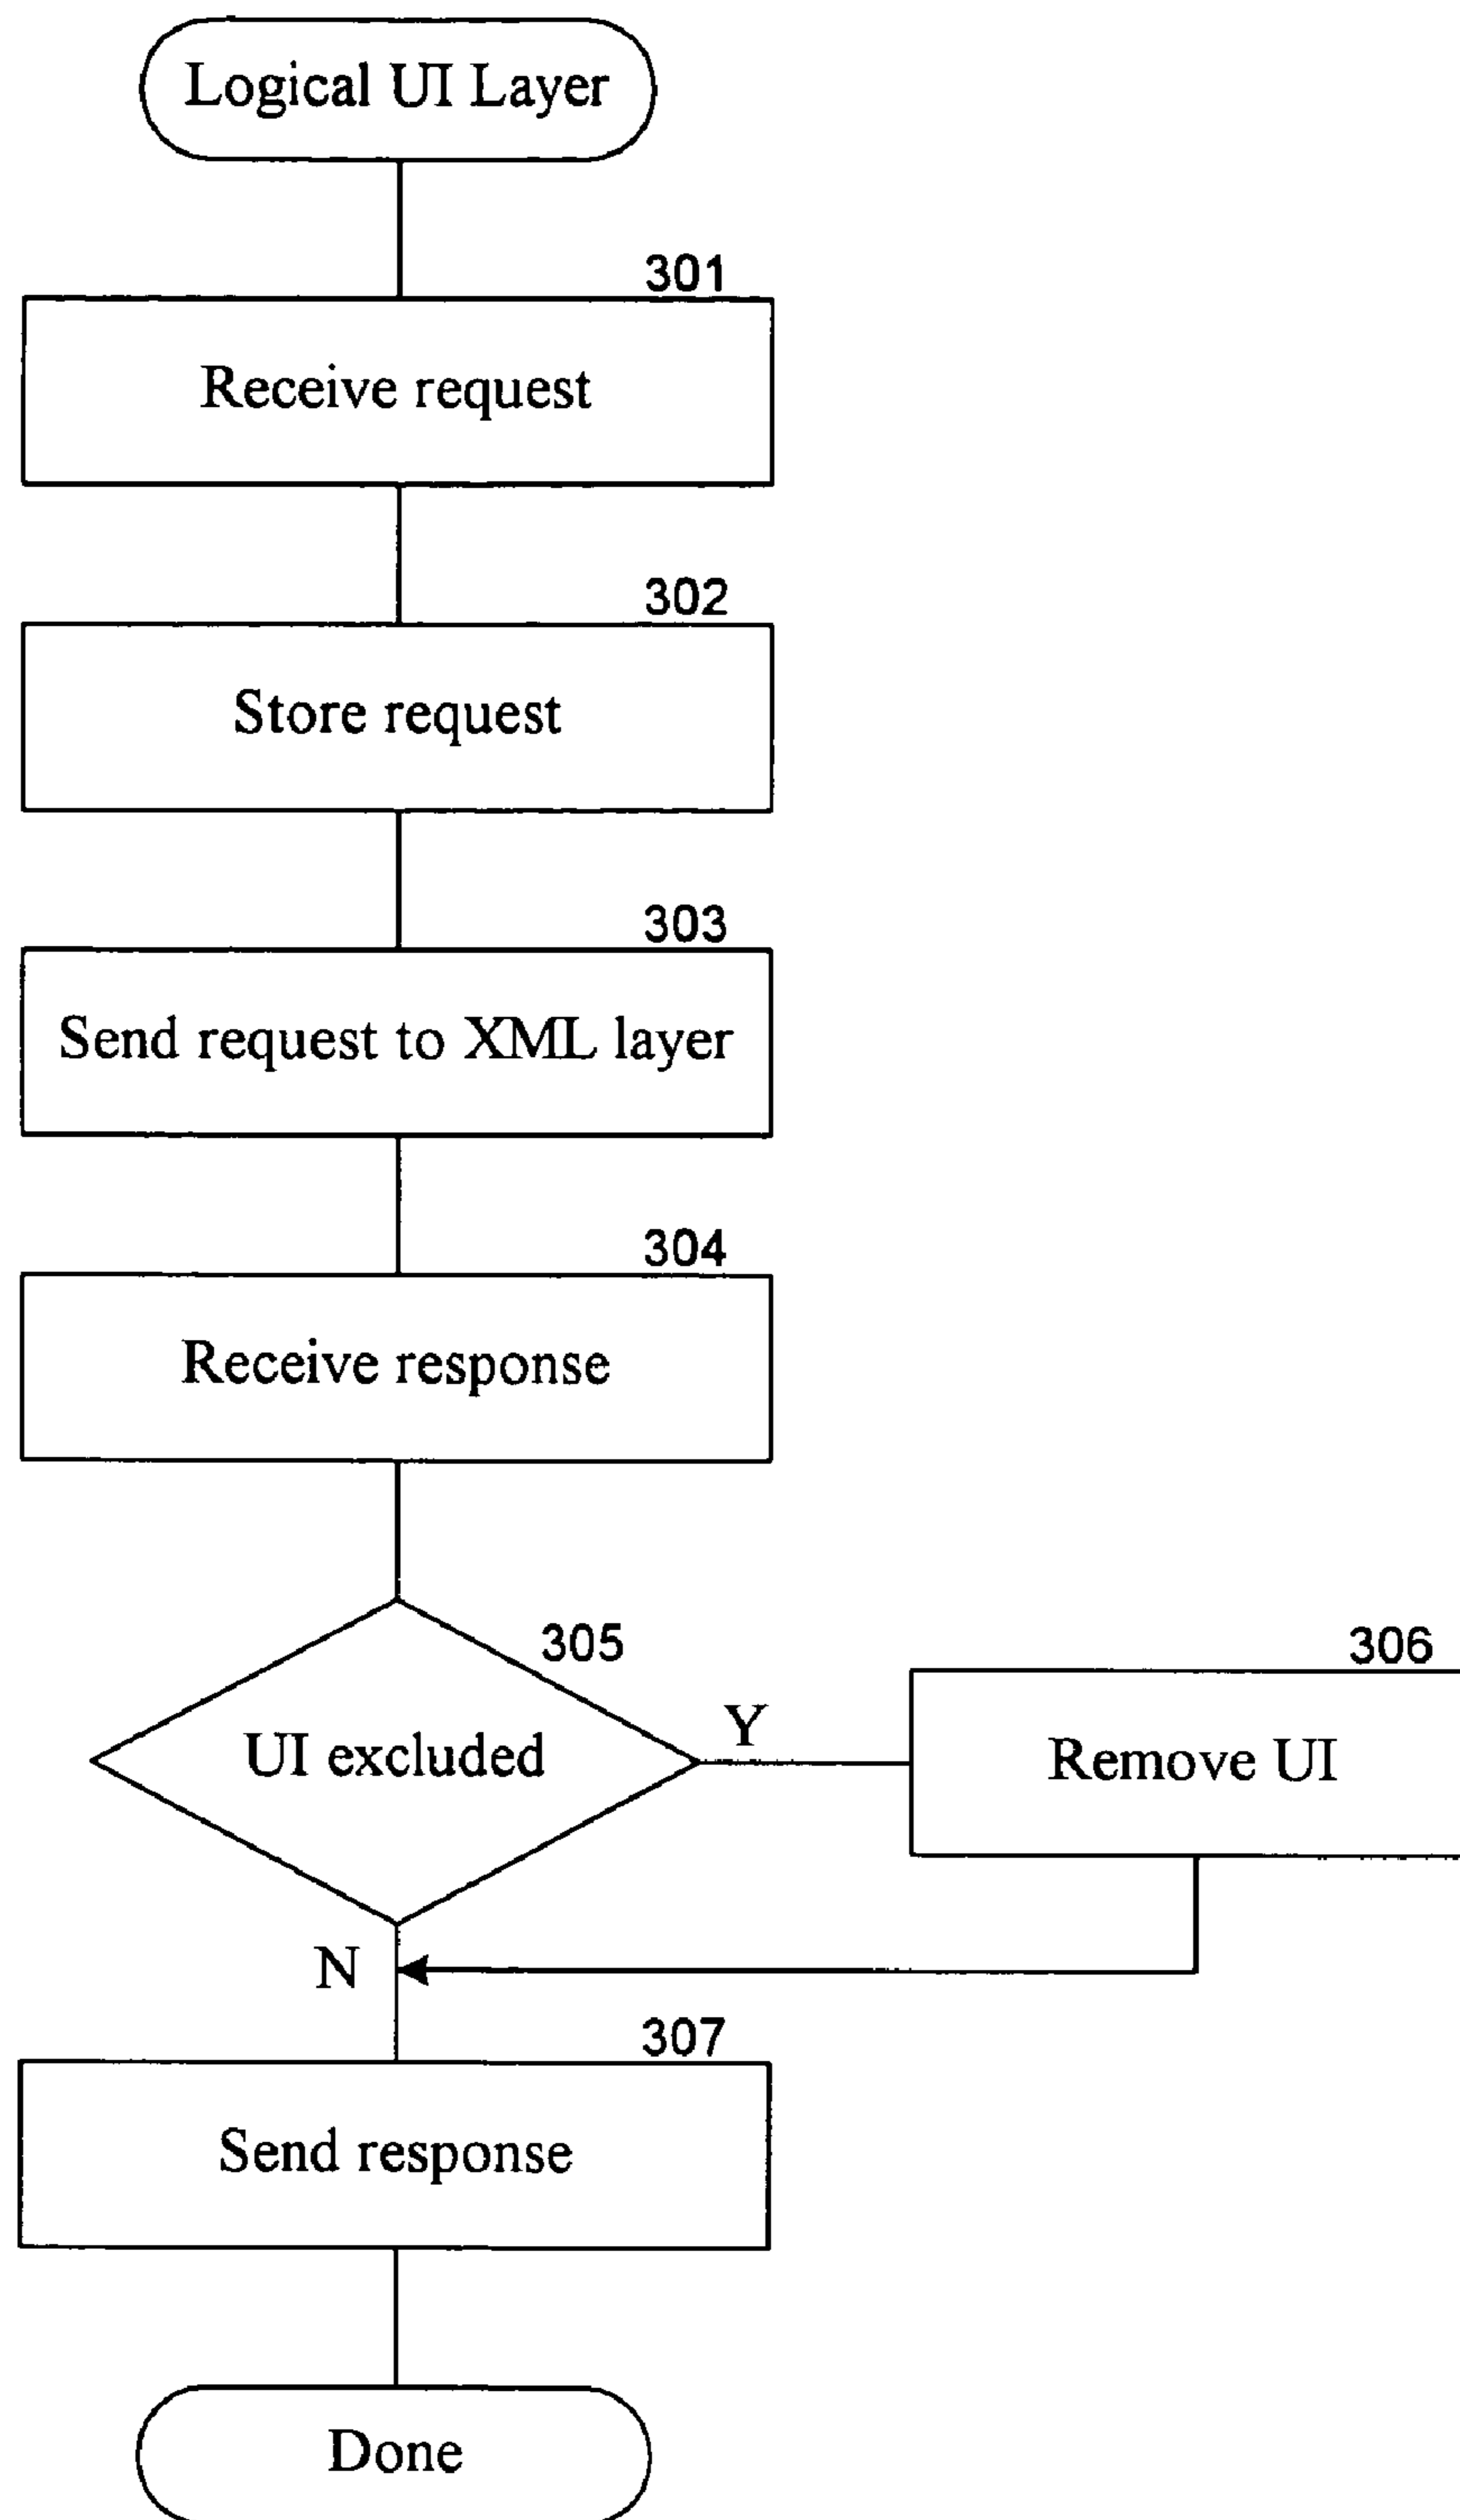 Logical UI Layer
301
Receive request
302
Store request
303
Send request to XML layer
304
Receive response
305
UI excluded
Y
306
Remove UI
N
307
Send response
Done